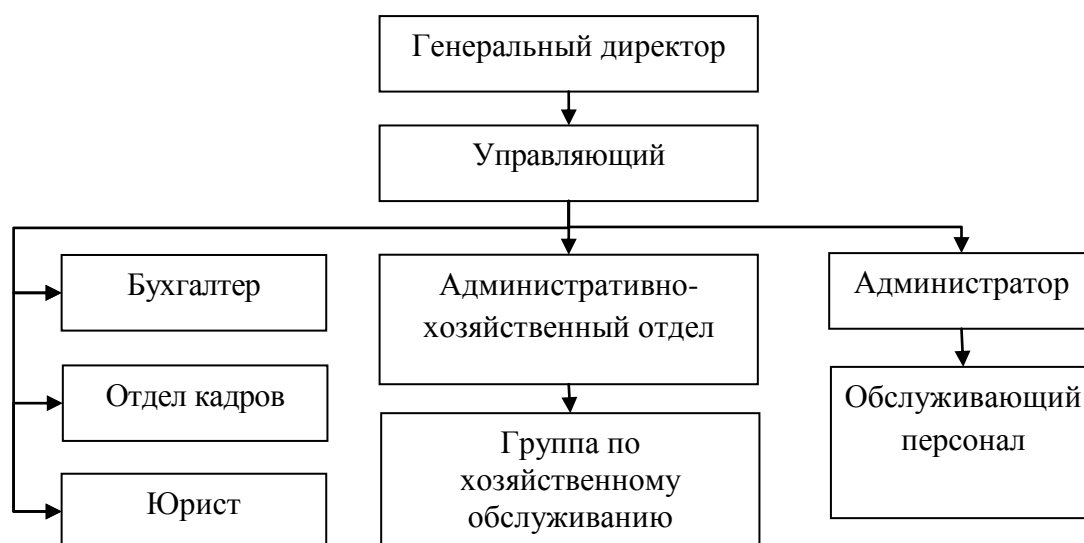 Генеральный директор
Управляющий
Бухгалтер
Административно-
хозяйственный отдел
Администратор
Отдел кадров
Обслуживающий
персонал
Группа по
хозяйственному
обслуживанию
Юрист